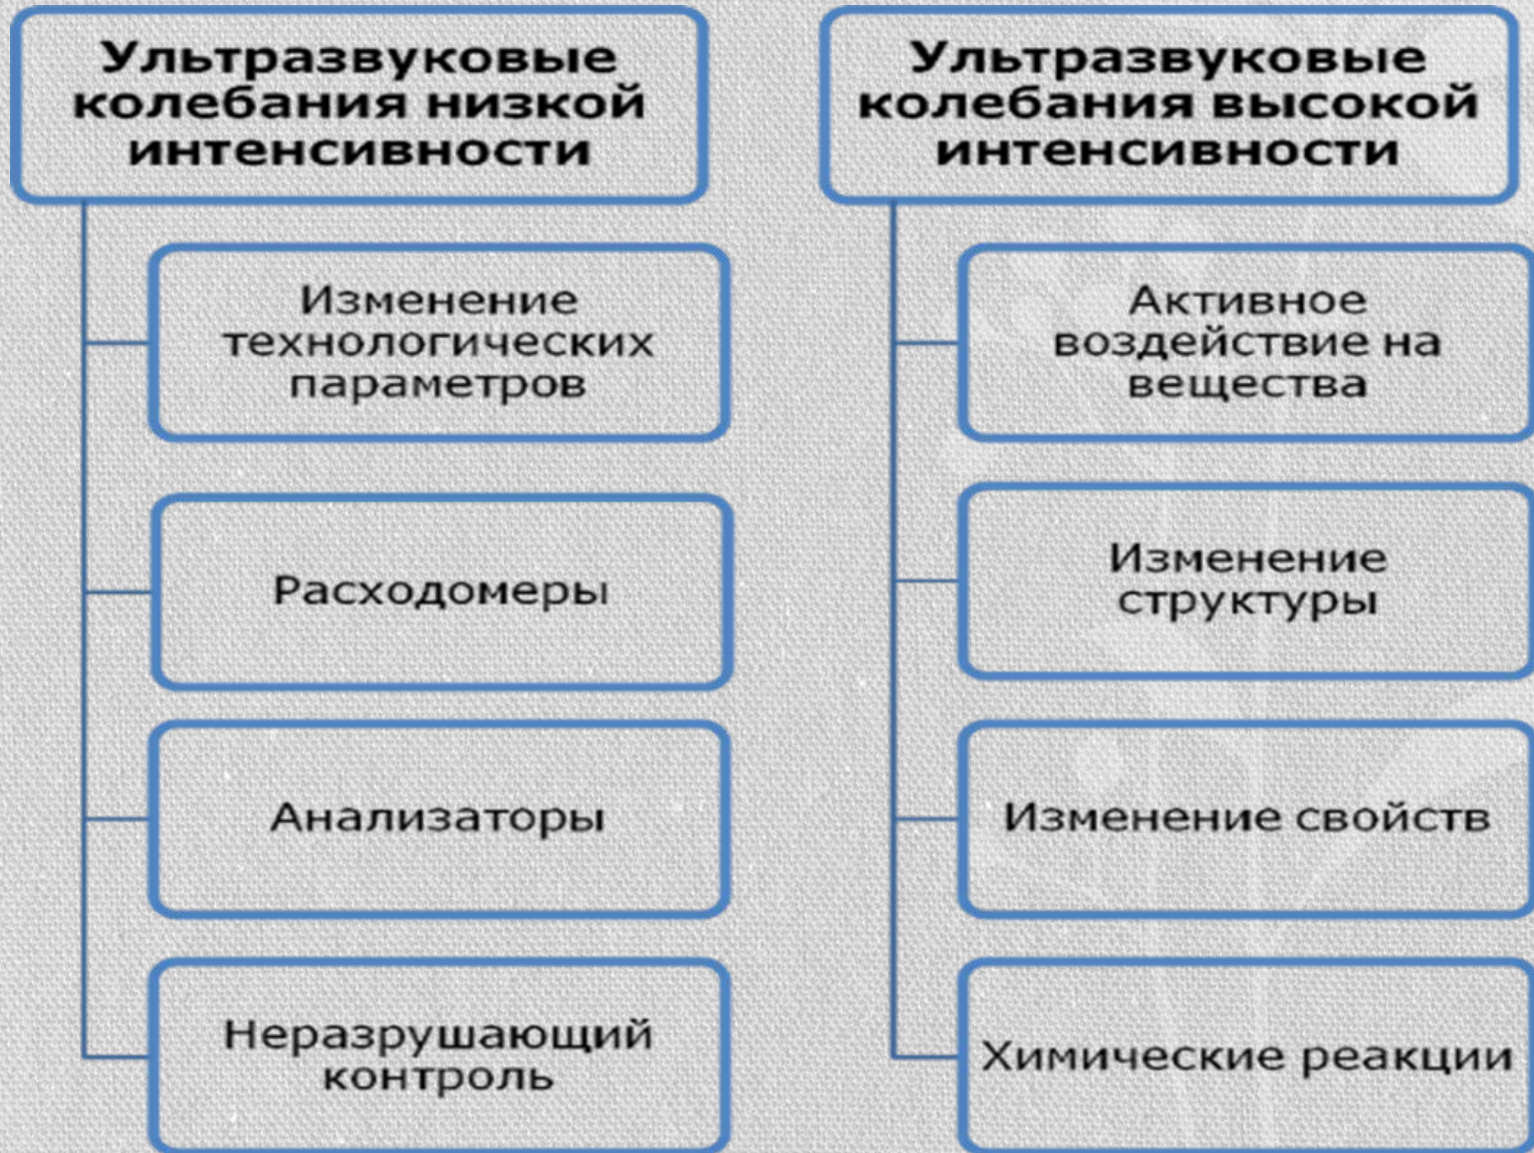 Ультразвуковые
колебания низкой
интенсивности
Изменение
технологических
параметров
Расходомеры
Анализаторы
Неразрушающий
контроль
Ультразвуковые
колебания высокой
интенсивности
Активное
воздействие на
вещества
Изменение
структуры
Изменение свойств
Химические реакции